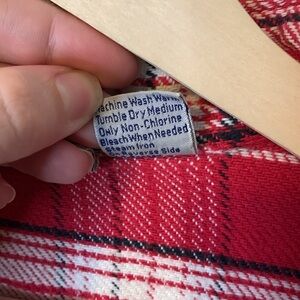 Machine Wash Warm
Tumble Dry Medium
Only Non-Chlorine
Bleach When Needed
Steam Iron
Reverse Side